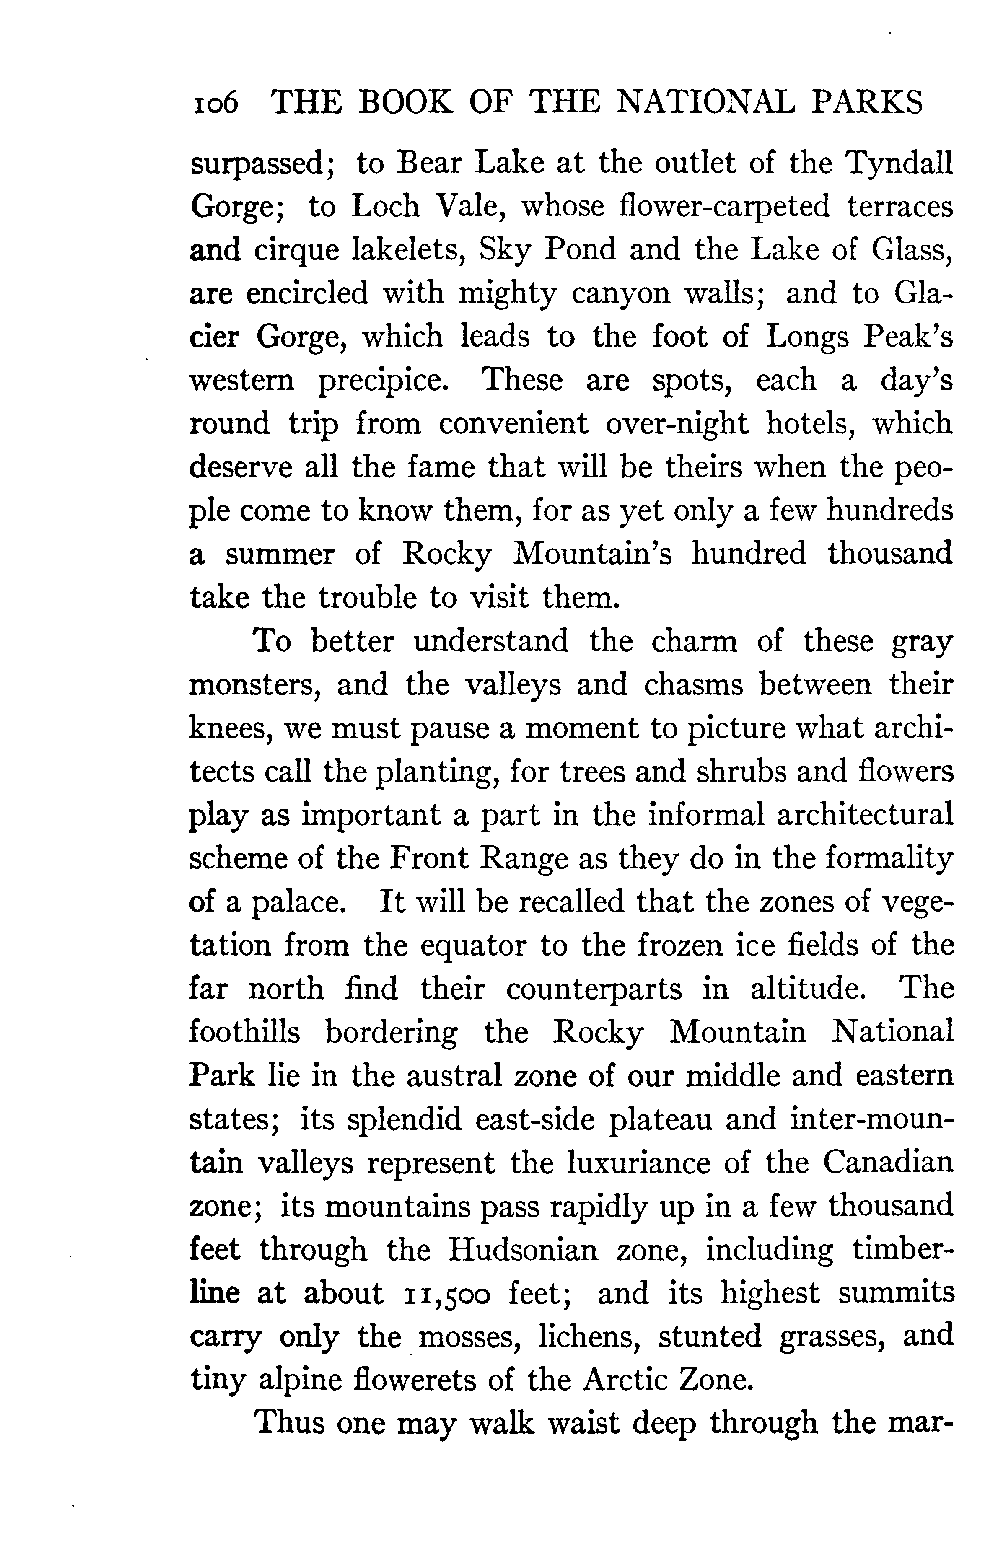 106 THE BOOK OF THE NATIONAL PARKS
surpassed; to Bear Lake at the outlet of the Tyndall
Gorge; to Loch Vale, whose flower-carpeted terraces
and cirque lakelets, Sky Pond and the Lake of Glass,
are encircled with mighty canyon walls; and to Gla-
cier Gorge, which leads to the foot of Longs Peak's
western precipice. These are spots, each a day's
round trip from convenient over-night hotels, which
deserve all the fame that will be theirs when the peo-
ple come to know them, for as yet only a few hundreds
a summer of Rocky Mountain's hundred thousand
take the trouble to visit them.
To better understand the charm of these gray
monsters, and the valleys and chasms between their
knees, we must pause a moment to picture what archi-
tects call the planting, for trees and shrubs and flowers
play as important a part in the informal architectural
scheme of the Front Range as they do in the formality
of a palace. It will be recalled that the zones of vege-
tation from the equator to the frozen ice fields of the
far north find their counterparts in altitude. The
foothills bordering the Rocky Mountain National
Park lie in the austral zone of our middle and eastern
states; its splendid east-side plateau and inter-moun-
tain valleys represent the luxuriance of the Canadian
zone; its mountains pass rapidly up in a few thousand
feet through the Hudsonian zone, including timber-
line at about 11,500 feet; and its highest summits
carry only the mosses, lichens, stunted grasses, and
tiny alpine flowerets of the Arctic Zone.
Thus one may walk waist deep through the mar-